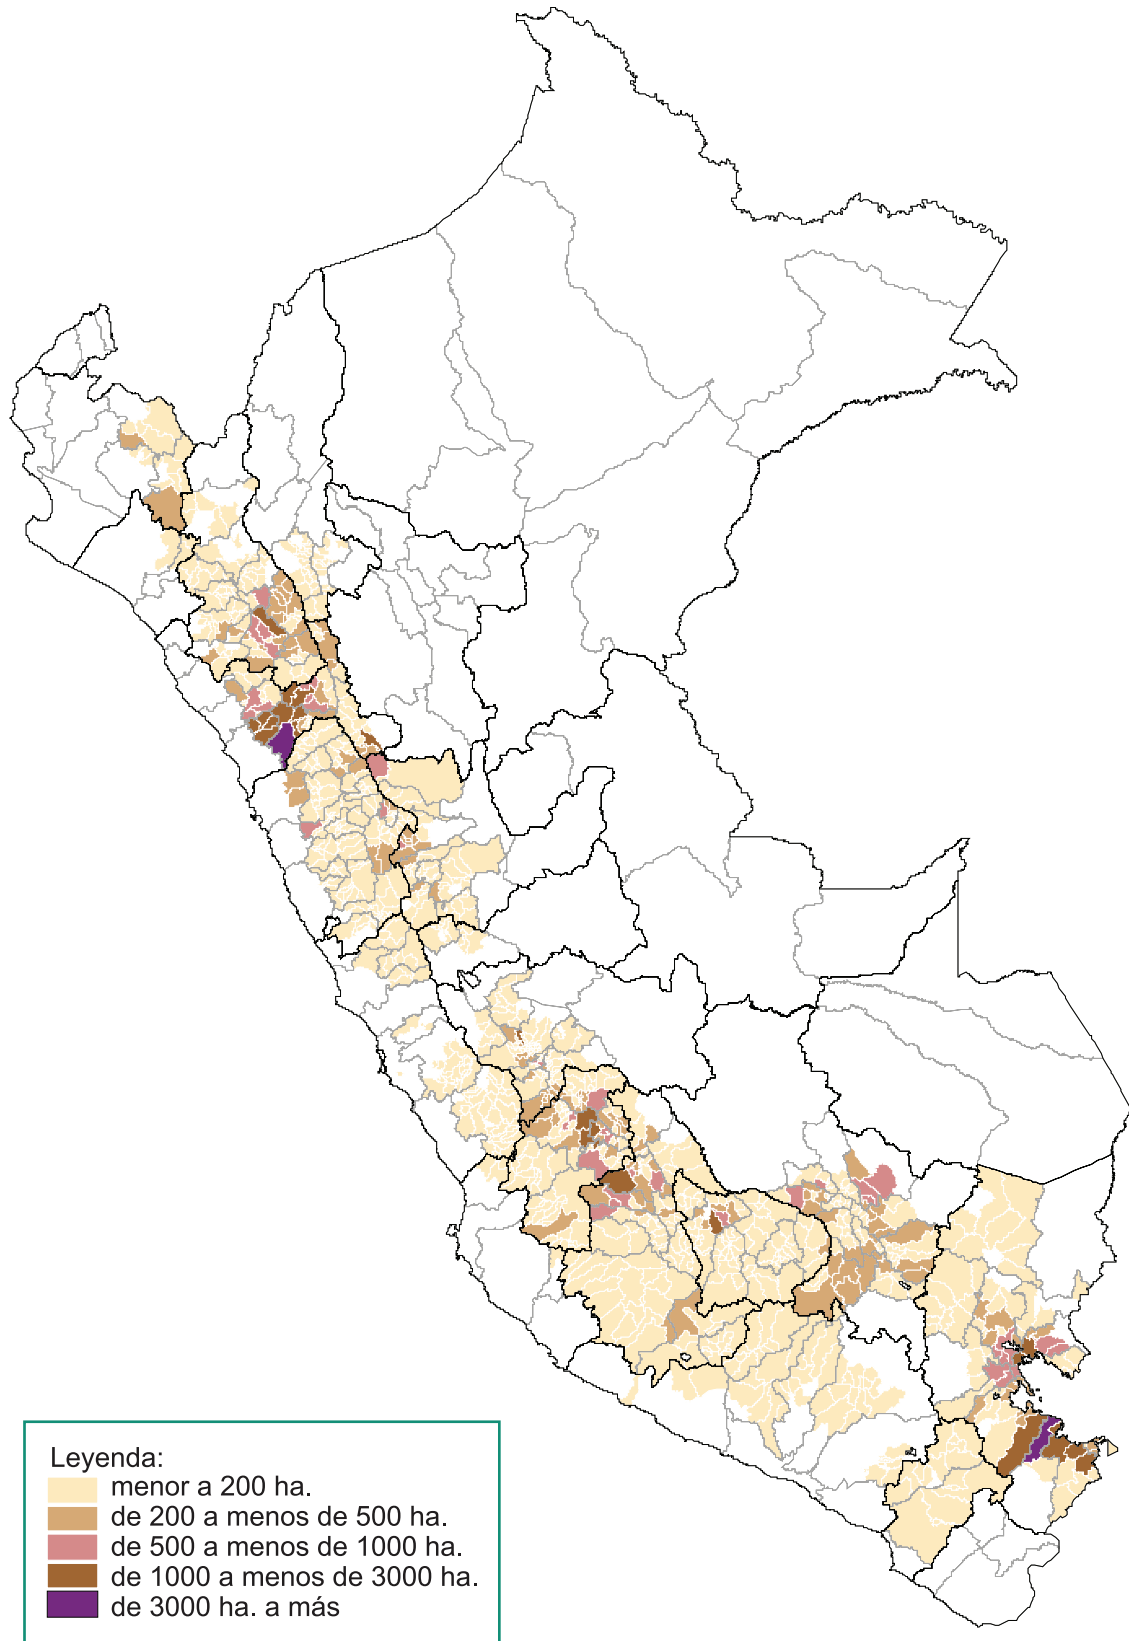 Leyenda:
menor a 200 ha.
de 200 a menos de 500 ha.
de 500 a menos de 1000 ha.
de 1000 a menos de 3000 ha.
de 3000 ha. a más